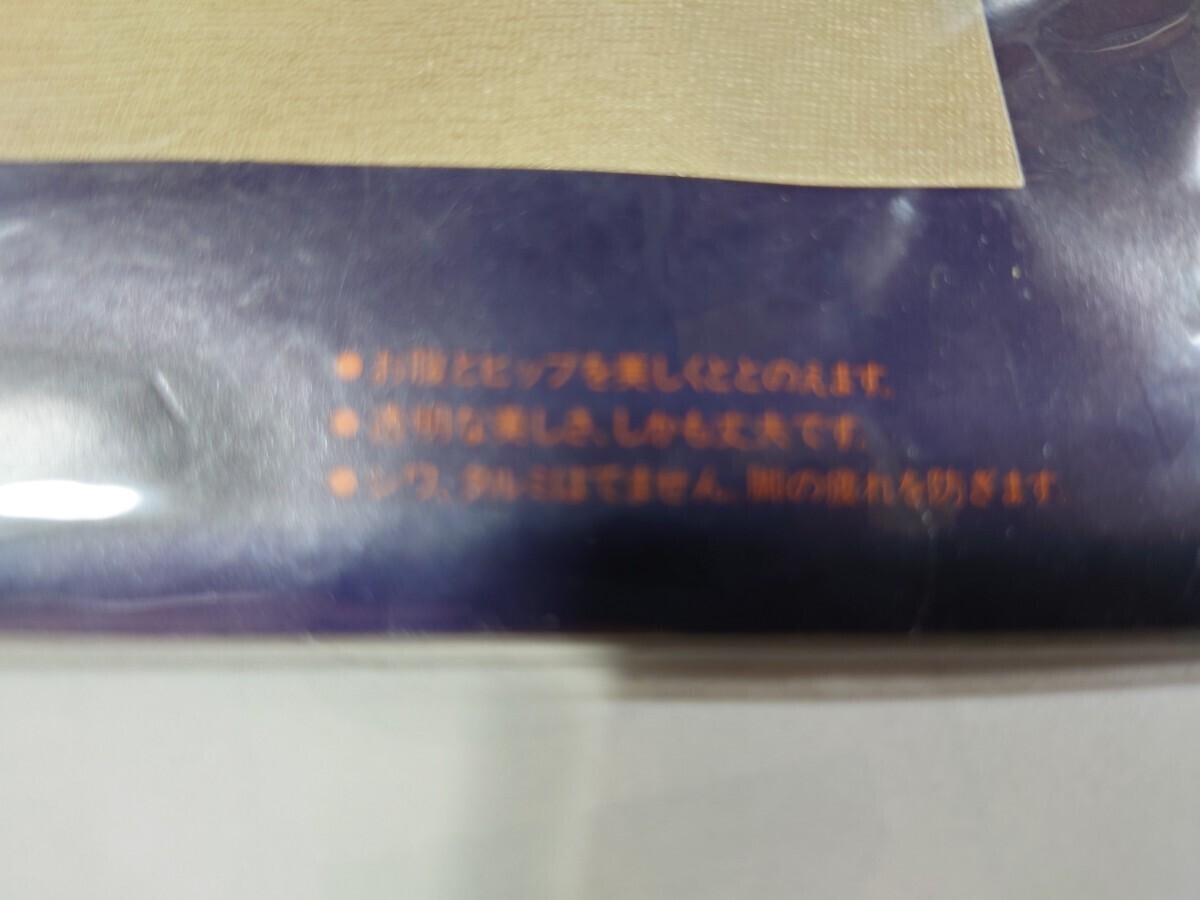 ●お腹とヒップを美しくととのえます。
●透明な美しさ、しかも丈夫です。
●シワ、タルミはでません。脚の疲れを防ぎます。